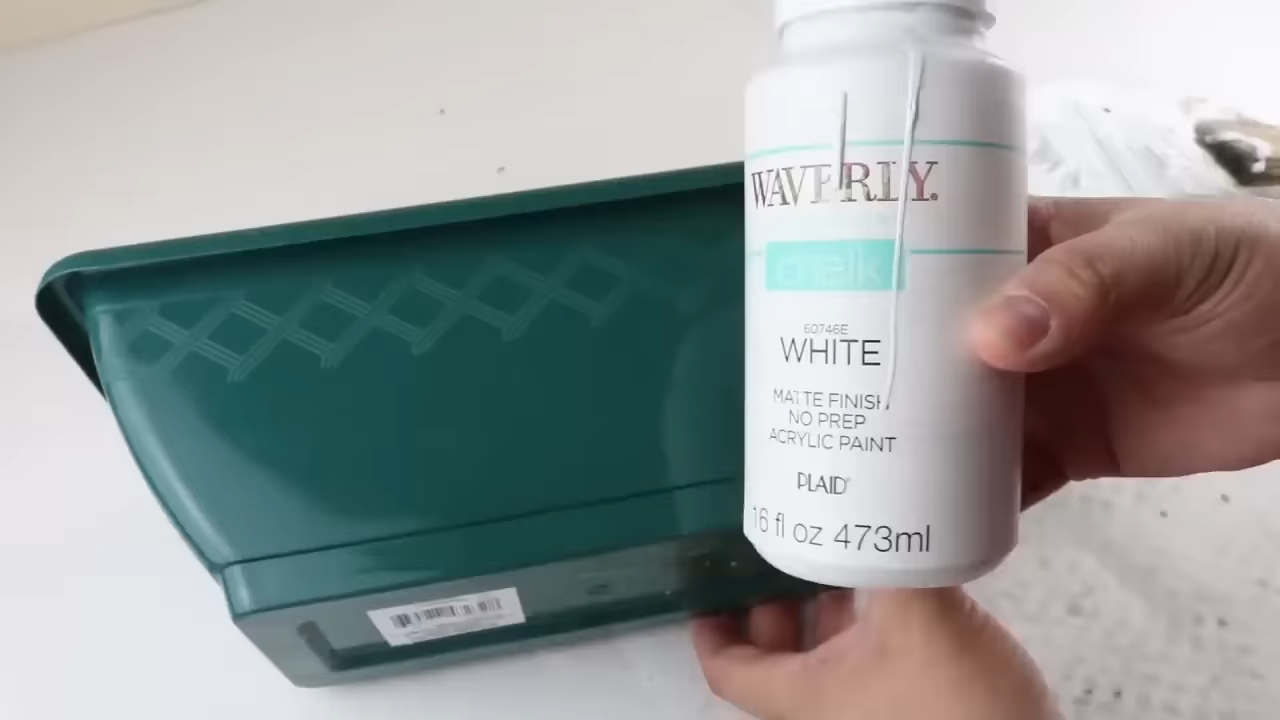 WAVERLY.
chalk
60746E
WHITE
MATTE FINISH
NO PREP
ACRYLIC PAINT
PLAID®
16 fl oz 473ml